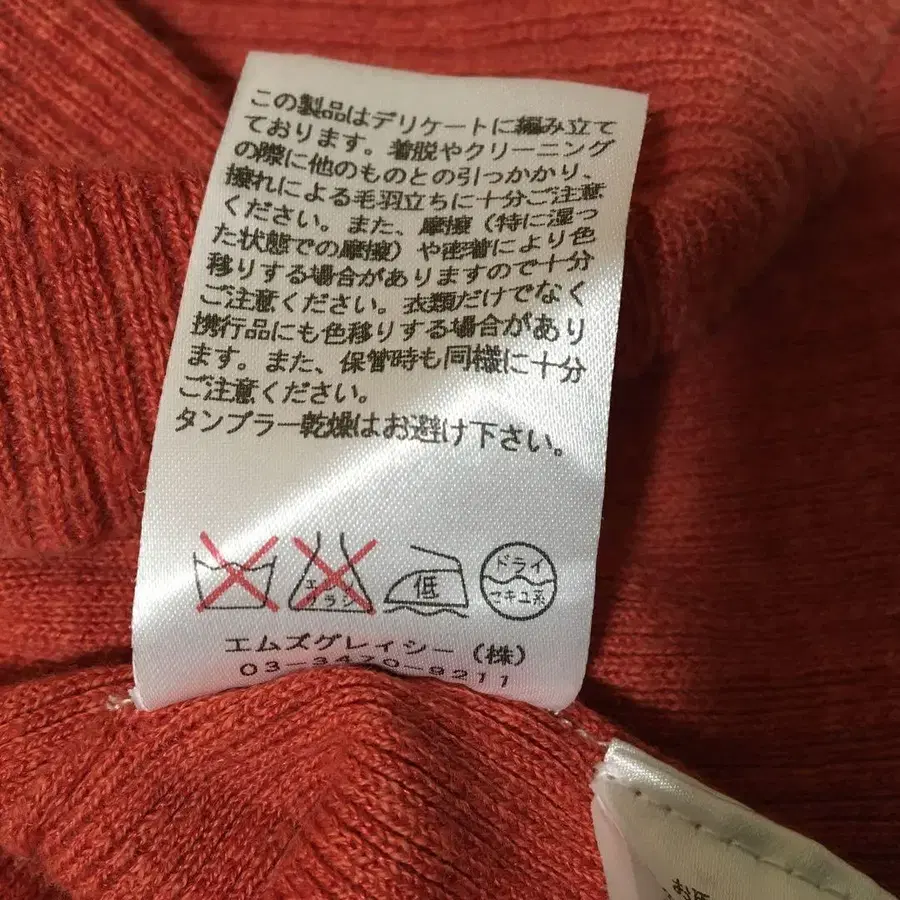 この製品はデリケートに編み立て
ております。着脱やクリーニング
の際に他のものとの引っかかり、
擦れによる毛羽立ちに十分ご注意
ください。また、摩擦（特に湿っ
た状態での摩擦）や密着により色
移りする場合がありますので十分
ご注意ください。衣類だけでなく
携行品にも色移りする場合があり
ます。また、保管時も同様に十分
ご注意ください。
タンブラー乾燥はお避け下さい。
エンソ
サラシ
低
ドライ
セキユ系
エムズグレイシー（株）
03-3470-8211